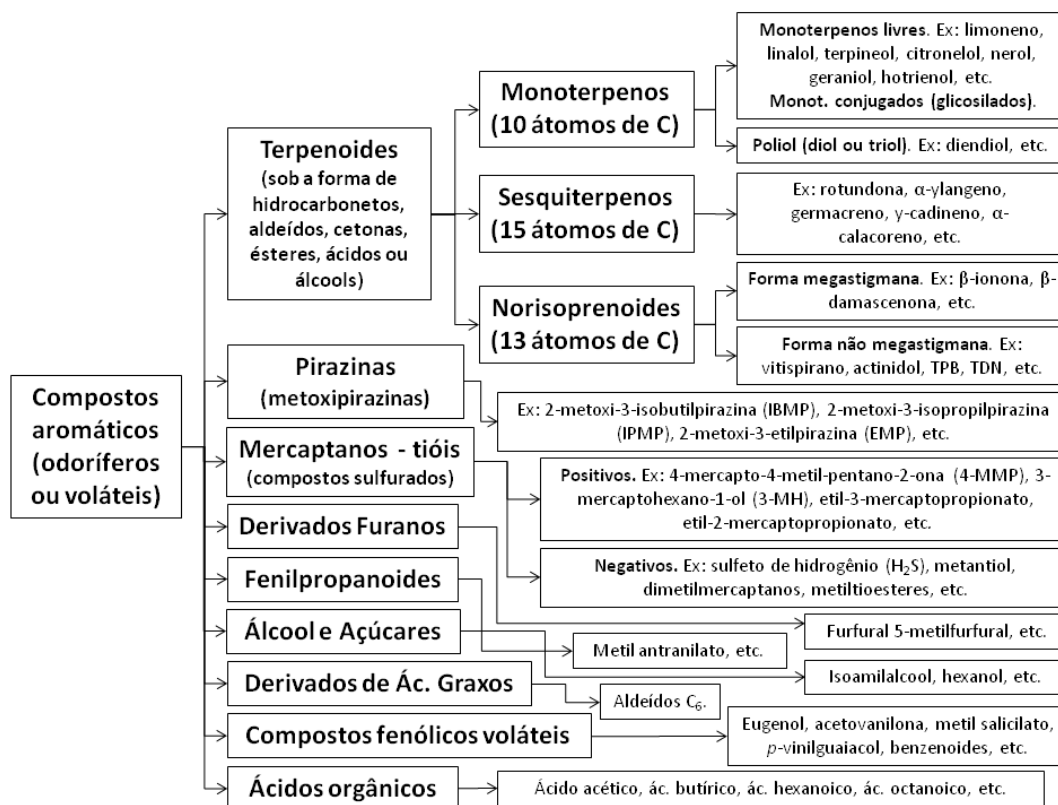 Compostos
aromáticos
(odoríferos
ou voláteis)
Terpenoides
(sob a forma de
hidrocarbonetos,
aldeídos, cetonas,
ésteres, ácidos ou
álcools)
Monoterpenos
(10 átomos de C)
Monoterpenos livres. Ex: limoneno,
linalol, terpineol, citronelol, nerol,
geraniol, hotrienol, etc.
Monot. conjugados (glicosilados).
Poliol (diol ou triol). Ex: diendiol, etc.
Sesquiterpenos
(15 átomos de C)
Ex: rotundona, α-ylangeno,
germacreno, γ-cadineno, α-
calacoreno, etc.
Norisoprenoides
(13 átomos de C)
Forma megastigmana. Ex: β-ionona, β-
damascenona, etc.
Forma não megastigmana. Ex:
vitispirano, actinidol, TPB, TDN, etc.
Pirazinas
(metoxipirazinas)
Ex: 2-metoxi-3-isobutilpirazina (IBMP), 2-metoxi-3-isopropilpirazina
(IPMP), 2-metoxi-3-etilpirazina (EMP), etc.
Mercaptanos - tióis
(compostos sulfurados)
Positivos. Ex: 4-mercapto-4-metil-pentano-2-ona (4-MMP), 3-
mercaptohexano-1-ol (3-MH), etil-3-mercaptopropionato,
etil-2-mercaptopropionato, etc.
Negativos. Ex: sulfeto de hidrogênio (H₂S), metantiol,
dimetilmercaptanos, metiltioesteres, etc.
Derivados Furanos
Furfural 5-metilfurfural, etc.
Fenilpropanoides
Metil antranilato, etc.
Álcool e Açúcares
Isoamilalcool, hexanol, etc.
Derivados de Ác. Graxos
Aldeídos C₆.
Compostos fenólicos voláteis
Eugenol, acetovanilona, metil salicilato,
p-vinilguaiacol, benzenoides, etc.
Ácidos orgânicos
Ácido acético, ác. butírico, ác. hexanoico, ác. octanoico, etc.